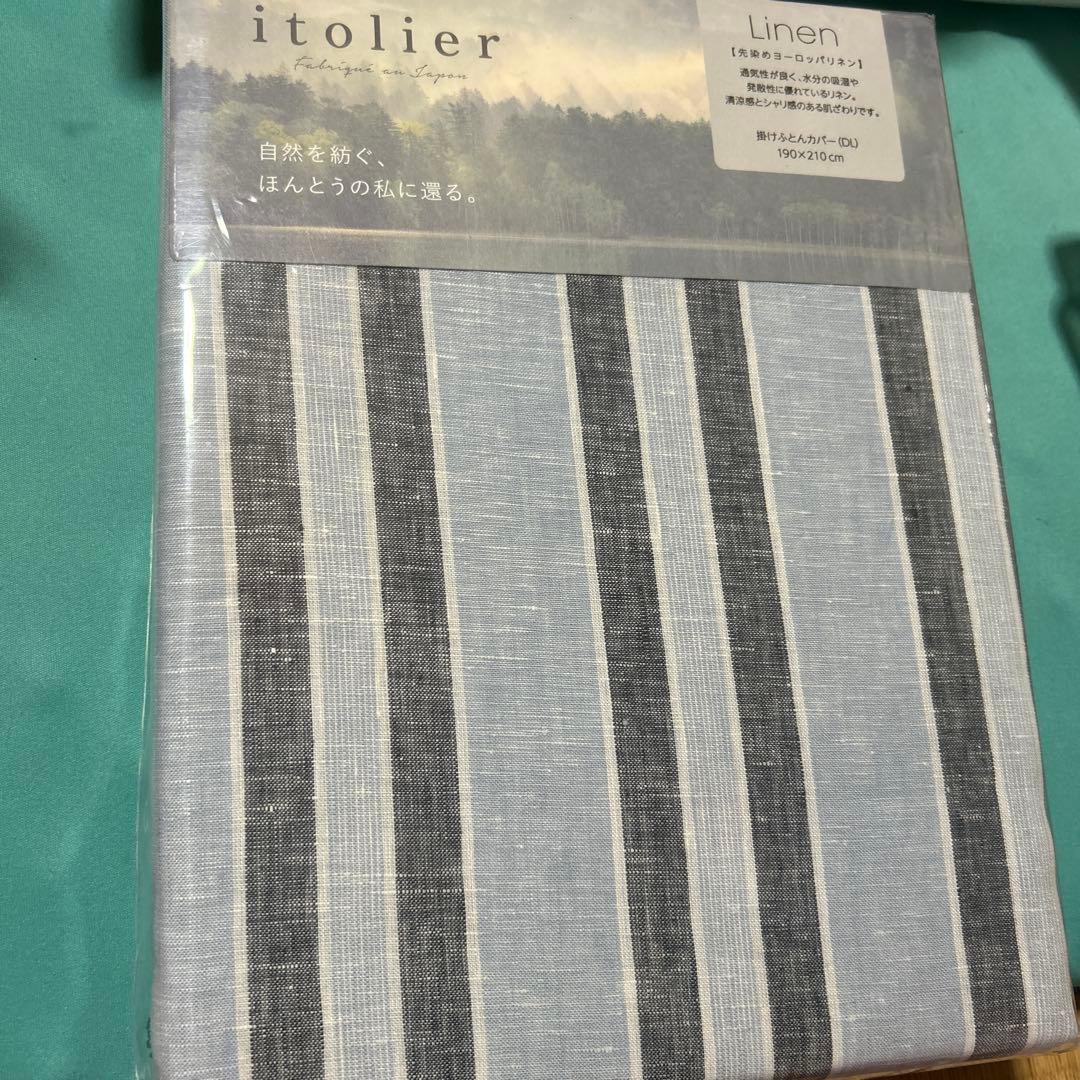 itolier
Fabriqué au Japon
自然を紡ぐ、
ほんとうの私に還る。
Linen
【先染めヨーロッパリネン】
通気性が良く、水分の吸湿や
発散性に優れているリネン。
清涼感とシャリ感のある肌ざわりです。
掛けふとんカバー(DL)
190×210cm